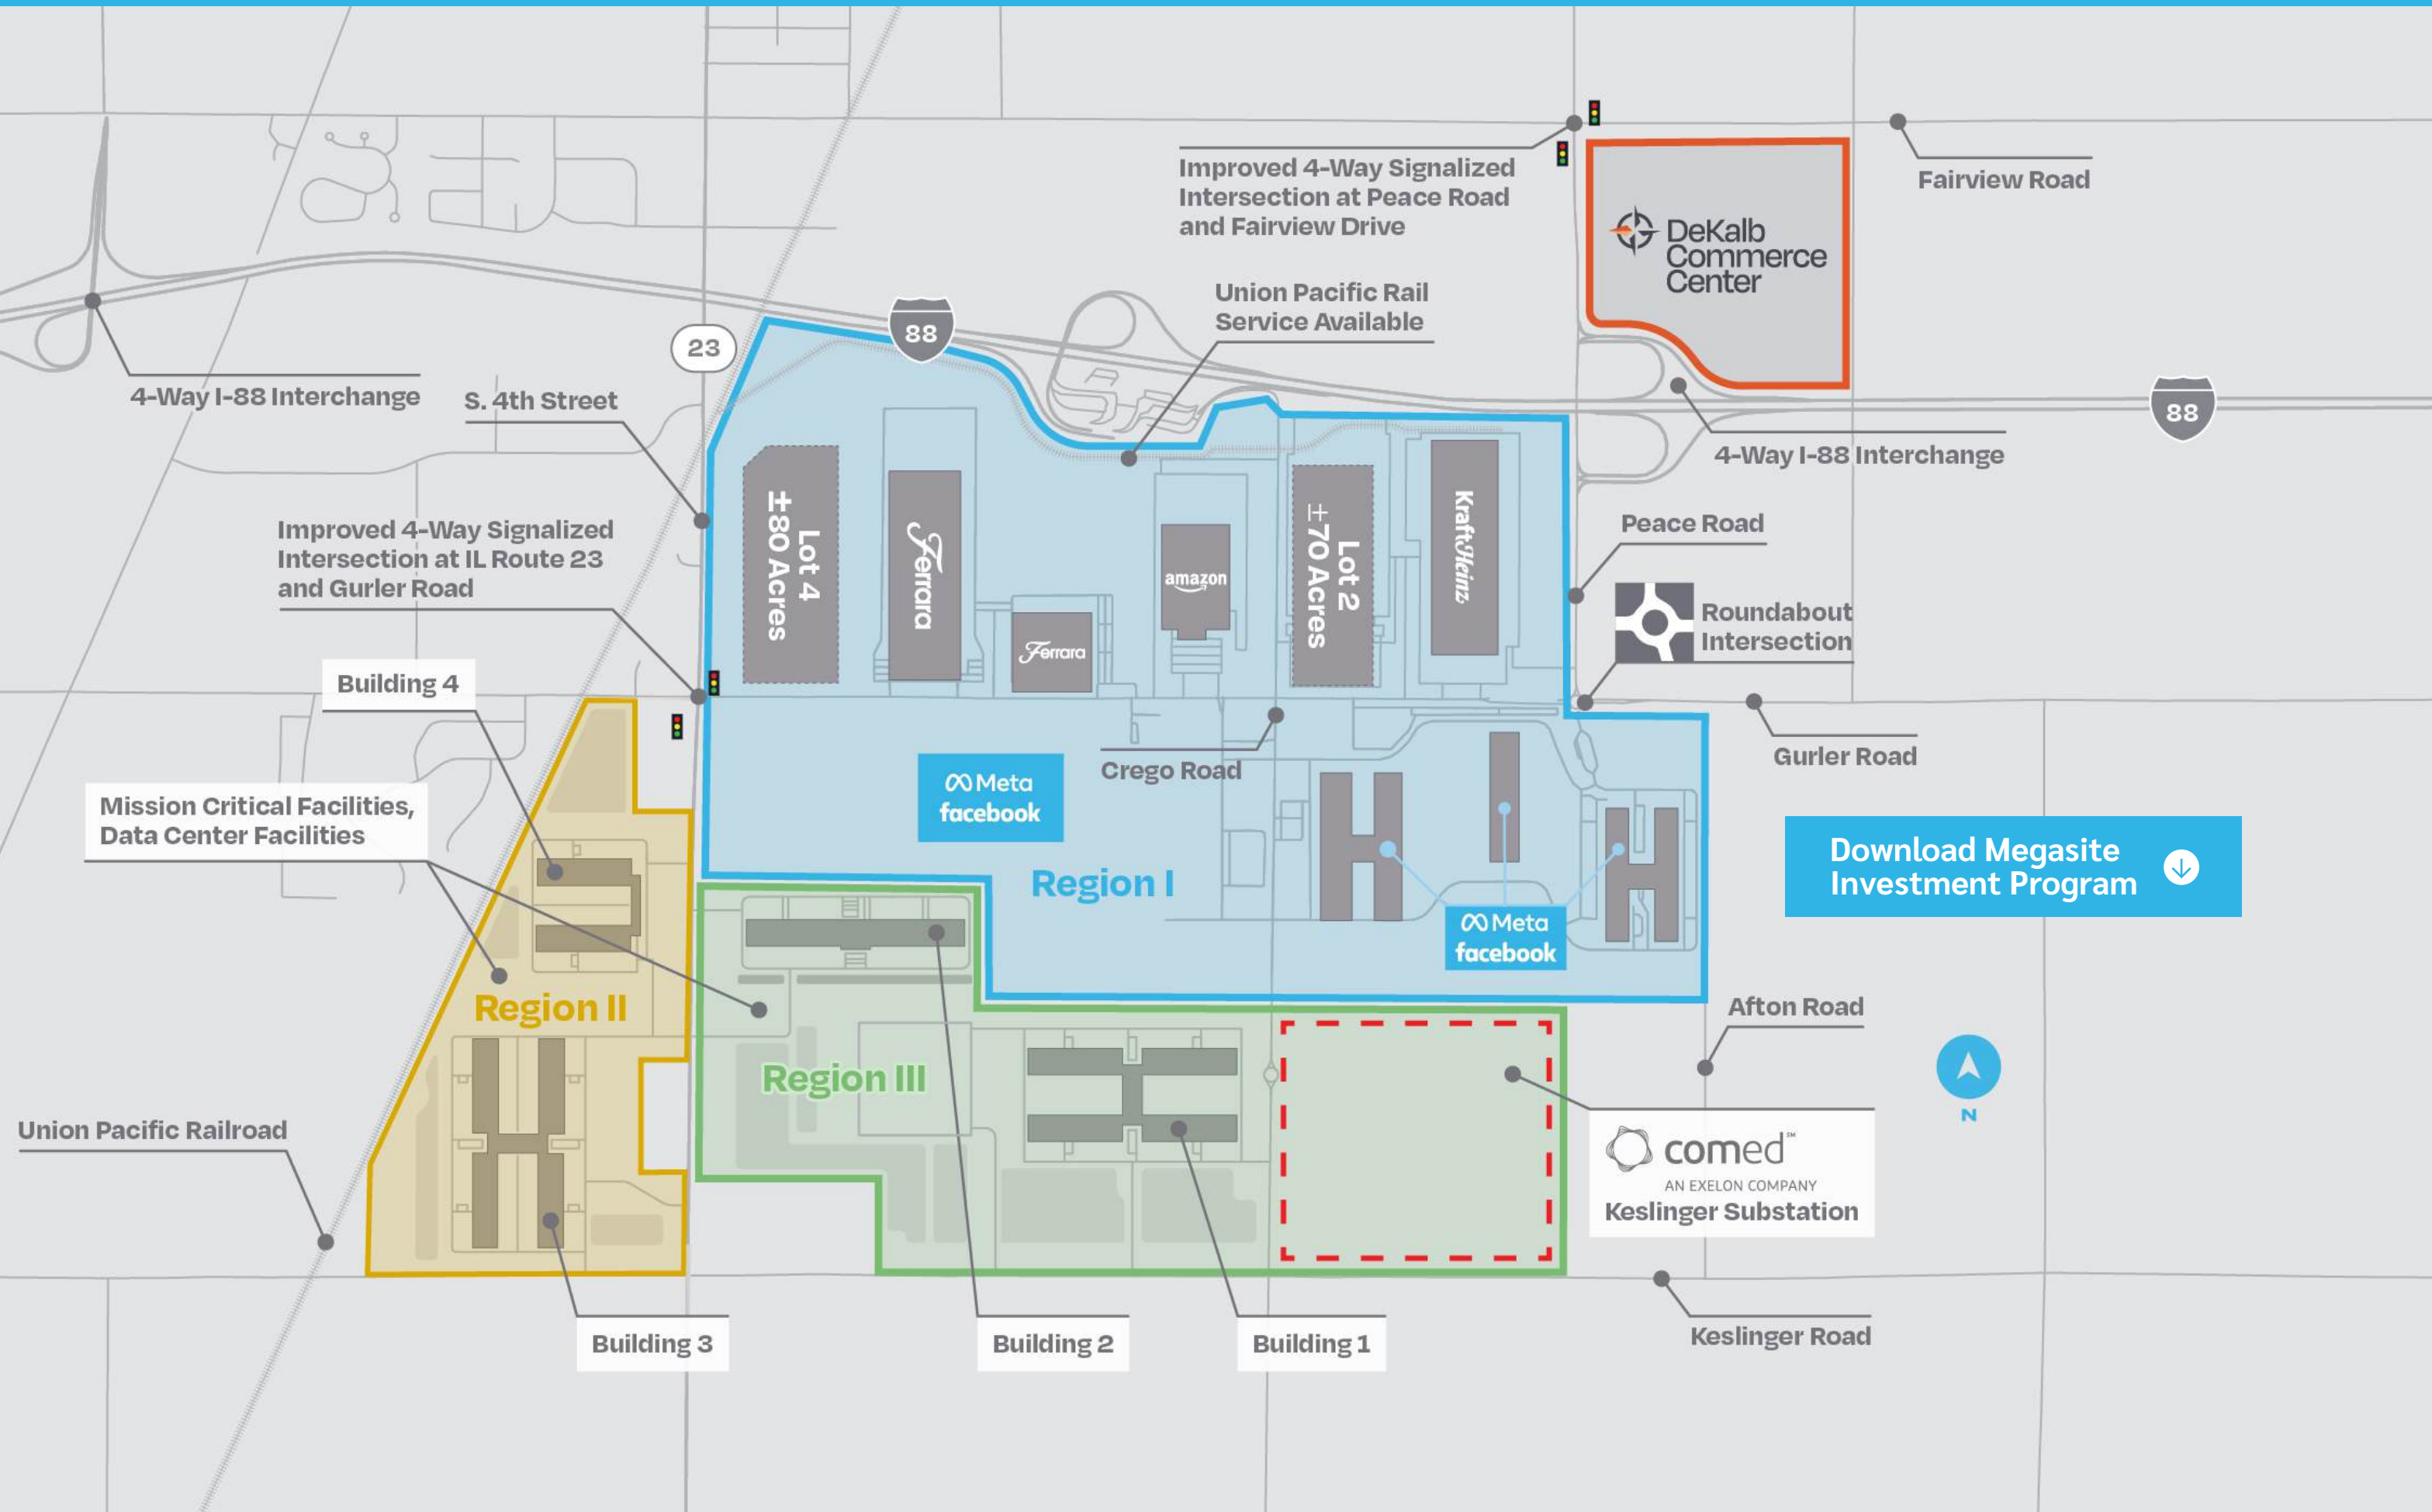 Improved 4-Way Signalized
Intersection at Peace Road
and Fairview Drive
Fairview Road
DeKalb
Commerce
Center
Union Pacific Rail
Service Available
88
23
4-Way I-88 Interchange
S. 4th Street
88
4-Way I-88 Interchange
Improved 4-Way Signalized
Intersection at IL Route 23
and Gurler Road
Lot 4
±80 Acres
Ferrara
Ferrara
amazon
Lot 2
±70 Acres
KraftHeinz
Peace Road
Roundabout
Intersection
Building 4
Gurler Road
Crego Road
Meta
facebook
Mission Critical Facilities,
Data Center Facilities
Region I
Download Megasite
Investment Program
Meta
facebook
Region II
Afton Road
Region III
N
Union Pacific Railroad
comed℠
AN EXELON COMPANY
Keslinger Substation
Building 3
Building 2
Building 1
Keslinger Road